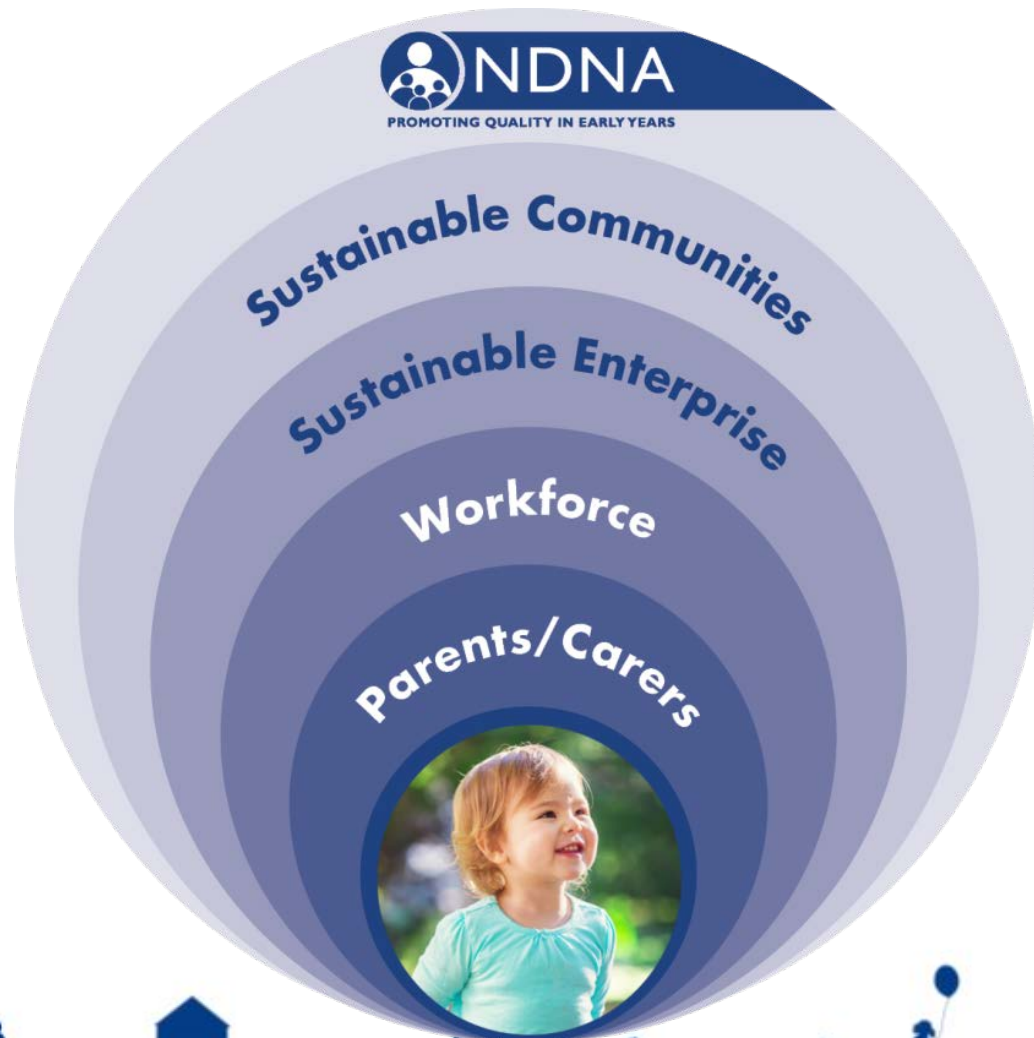 NDNA
PROMOTING QUALITY IN EARLY YEARS
Sustainable Communities
Sustainable Enterprise
Workforce
Parents/Carers